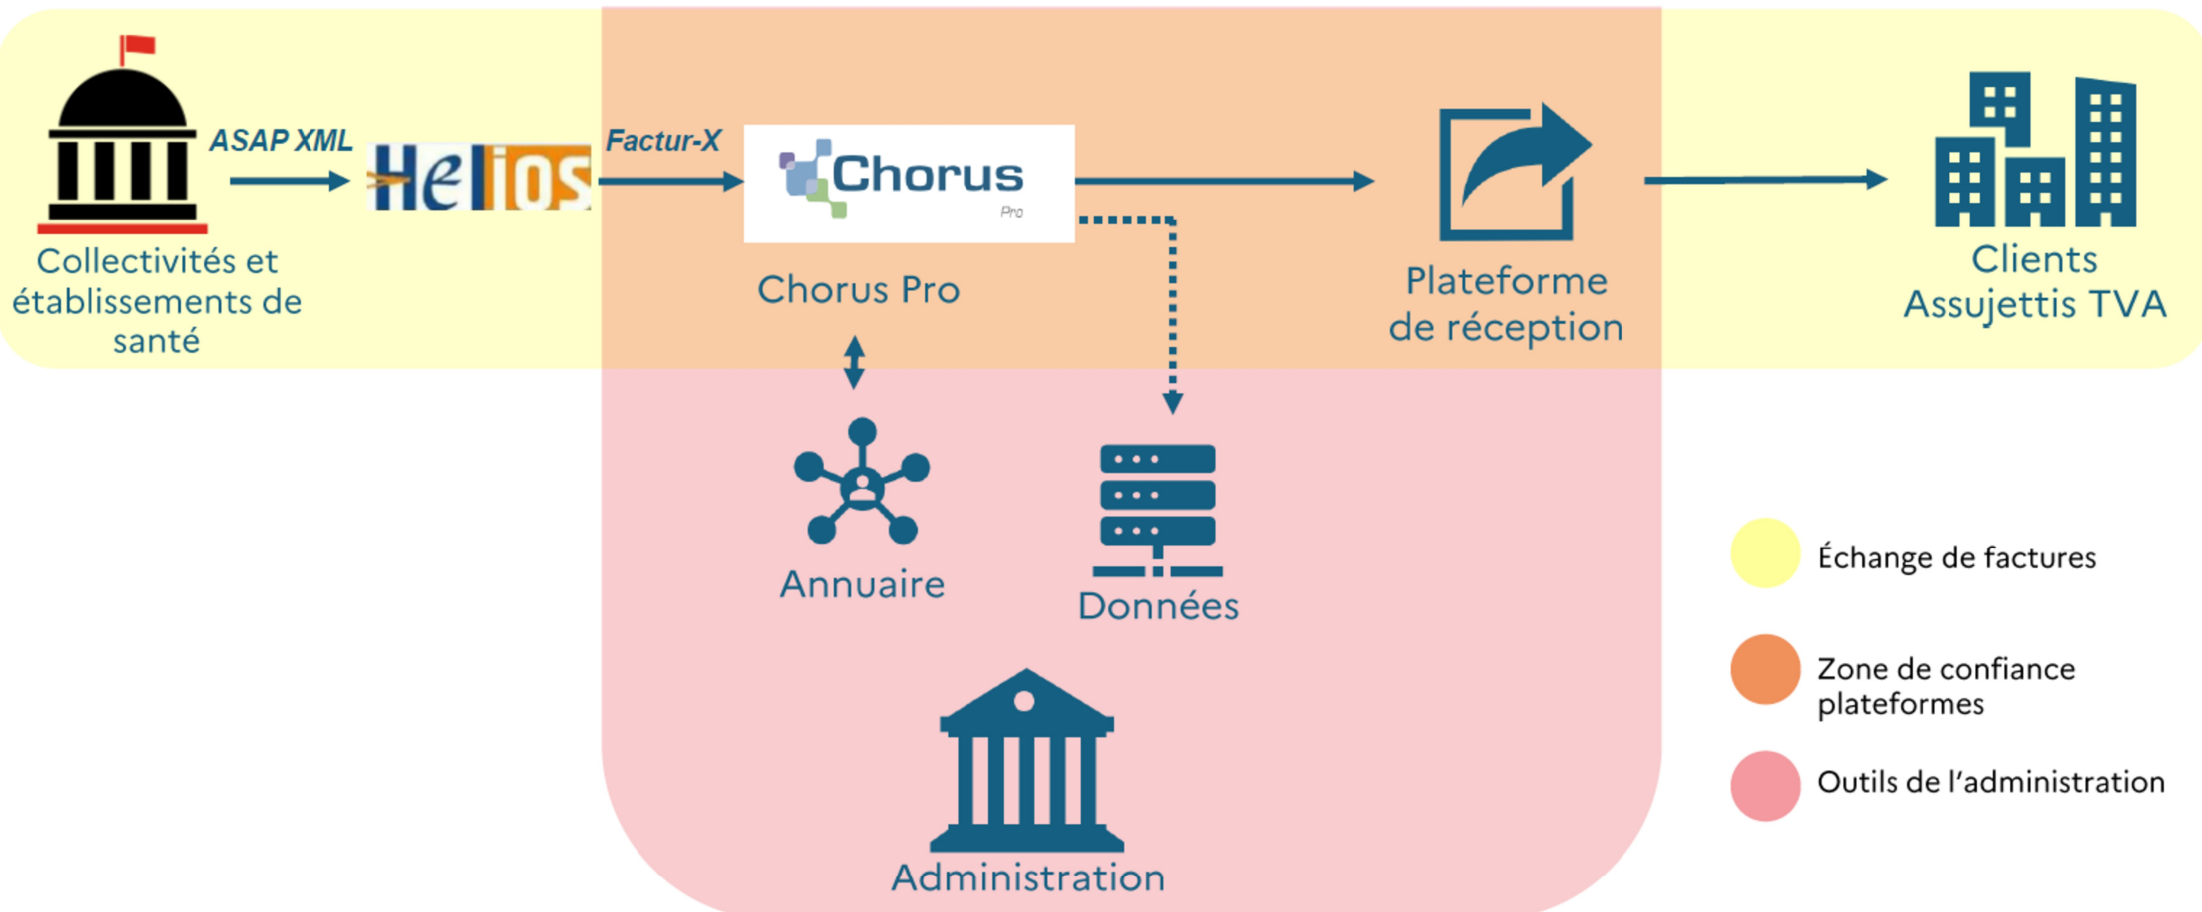 ASAP XML
Helios
Factur-X
Chorus
Pro
Collectivités et
établissements de
santé
Chorus Pro
Plateforme
de réception
Clients
Assujettis TVA
Annuaire
Données
Administration
Échange de factures
Zone de confiance
plateformes
Outils de l'administration